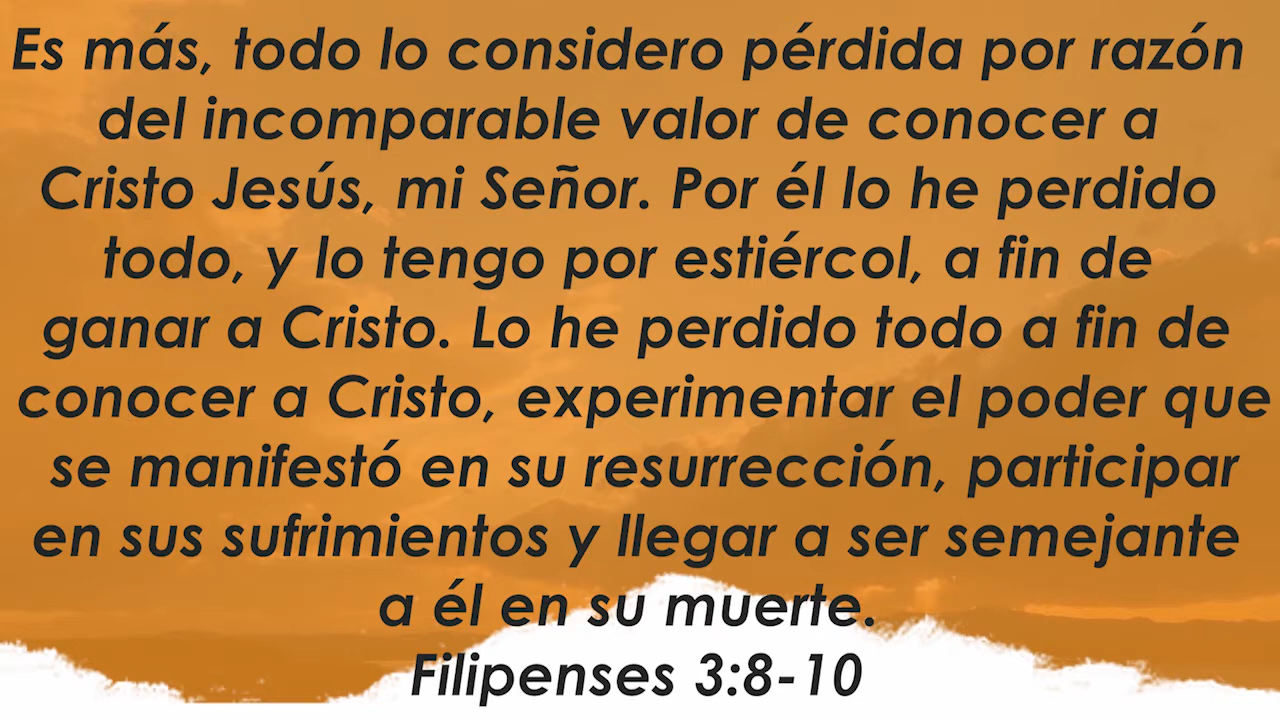 Es más, todo lo considero pérdida por razón
del incomparable valor de conocer a
Cristo Jesús, mi Señor. Por él lo he perdido
todo, y lo tengo por estiércol, a fin de
ganar a Cristo. Lo he perdido todo a fin de
conocer a Cristo, experimentar el poder que
se manifestó en su resurrección, participar
en sus sufrimientos y llegar a ser semejante
a él en su muerte.
Filipenses 3:8-10